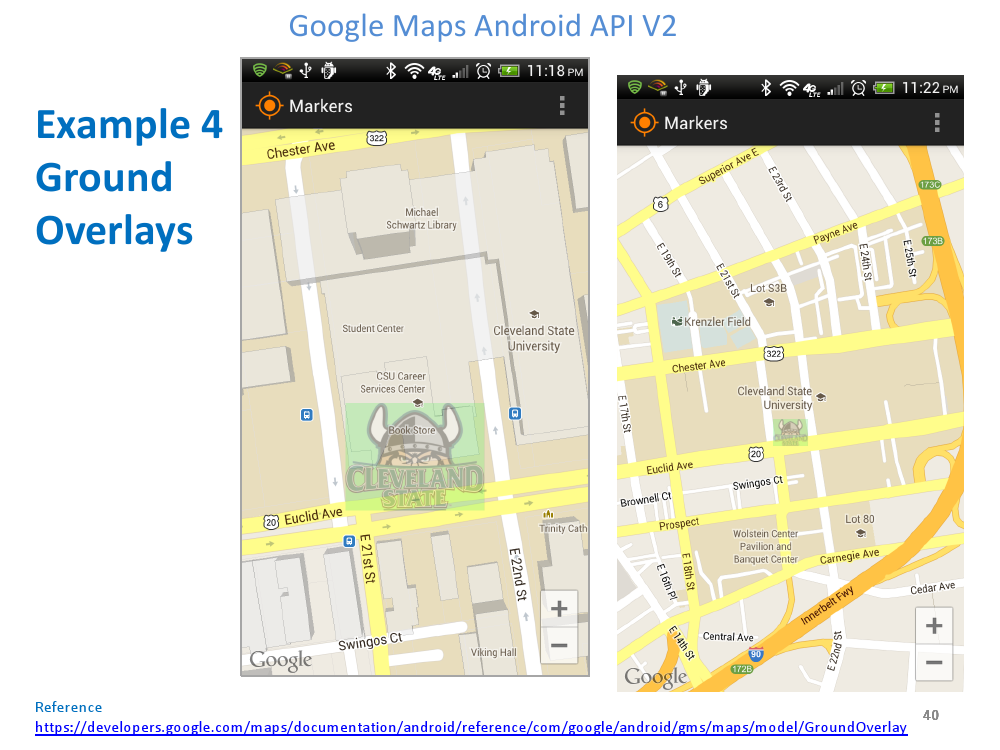 Google Maps Android API V2
Example 4
Ground
Overlays
4G
LTE
11:18 PM
Markers
322
Chester Ave
Michael
Schwartz Library
Student Center
Cleveland State
University
CSU Career
Services Center
Book Store
CLEVELAND
STATE
20
Euclid Ave
Trinity Cath
E 21st St
E 22nd St
Swingos Ct
Viking Hall
+
−
Google
4G
LTE
11:22 PM
Markers
Superior Ave E
E 23rd St
173C
6
Payne Ave
173B
E 19th St
E 21st St
E 24th St
E 25th St
Lot S3B
Krenzler Field
322
Chester Ave
Cleveland State
University
E 17th St
20
Euclid Ave
Swingos Ct
Brownell Ct
Prospect
Lot 80
Wolstein Center
Pavilion and
Banquet Center
Carnegie Ave
E 18th St
E 16th Pl
Innerbelt Fwy
Cedar Ave
E 14th St
Central Ave
90
172B
E 22nd St
+
−
Google
Reference
https://developers.google.com/maps/documentation/android/reference/com/google/android/gms/maps/model/GroundOverlay
40